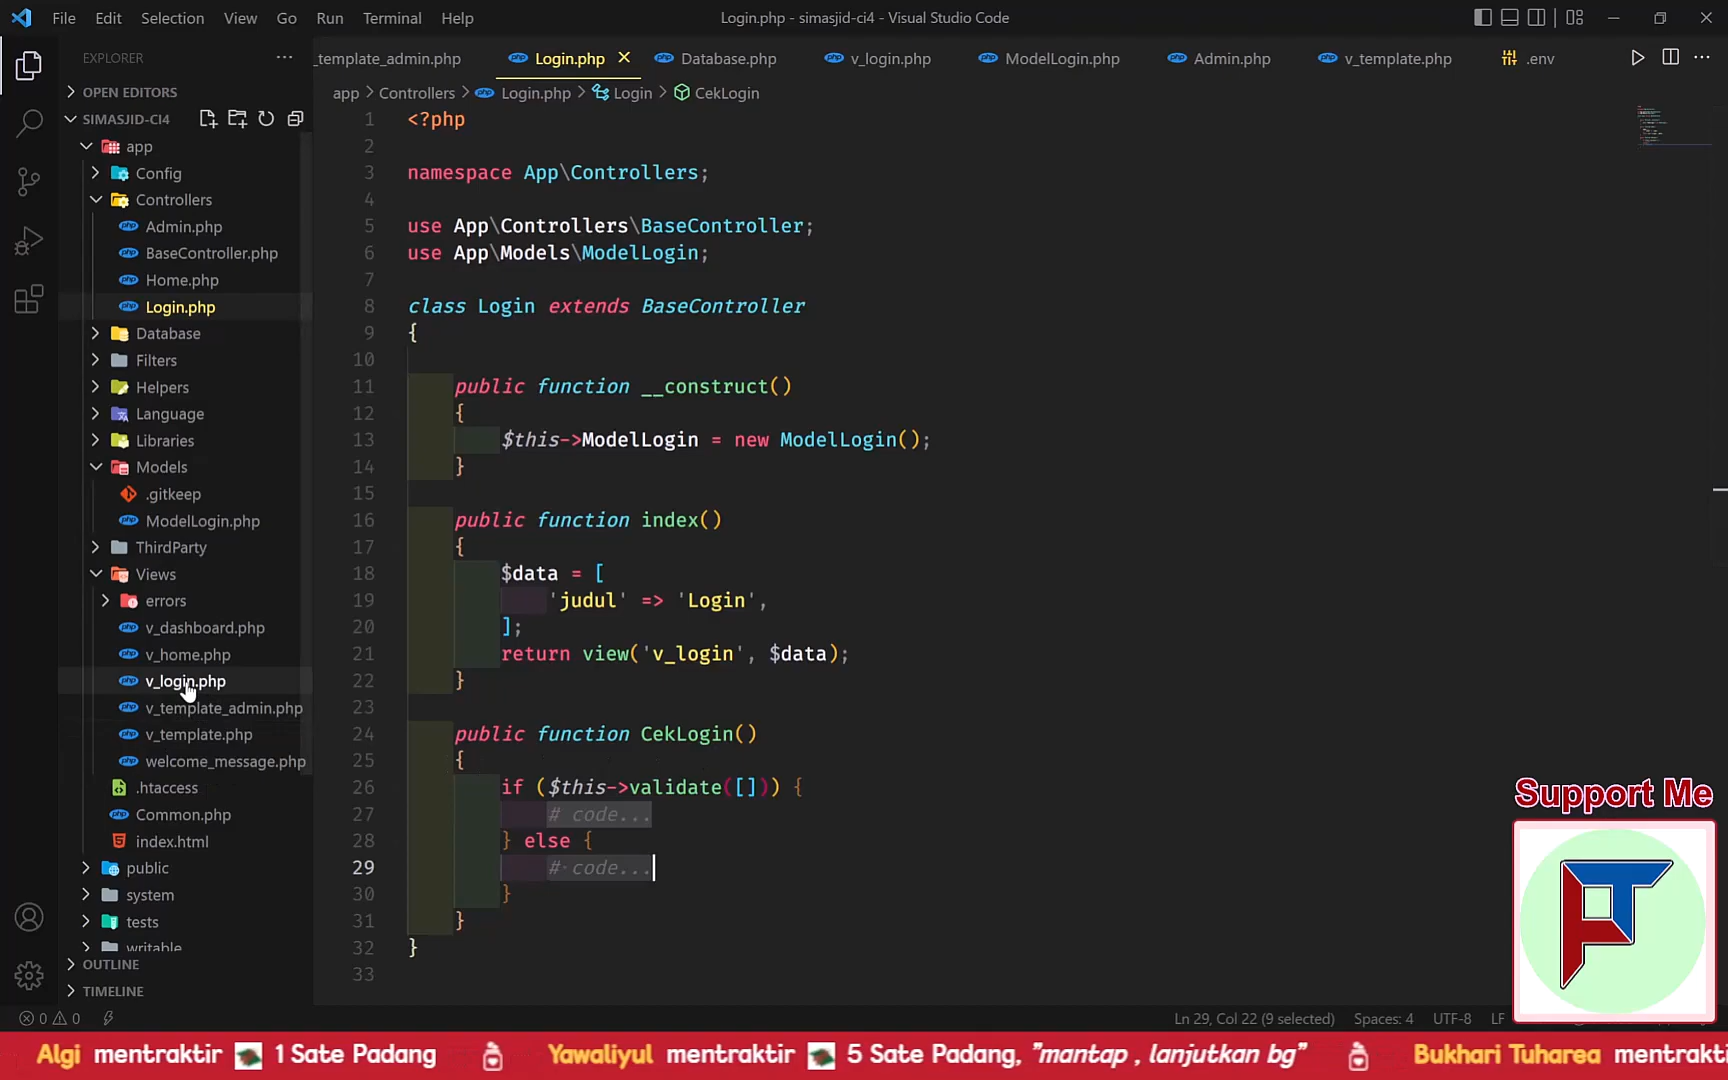 File Edit Selection View Go Run Terminal Help
Login.php - simasjid-ci4 - Visual Studio Code
EXPLORER
OPEN EDITORS
SIMASJID-CI4
app
Config
Controllers
Admin.php
BaseController.php
Home.php
Login.php
Database
Filters
Helpers
Language
Libraries
Models
.gitkeep
ModelLogin.php
ThirdParty
Views
errors
v_dashboard.php
v_home.php
v_login.php
v_template_admin.php
v_template.php
welcome_message.php
.htaccess
Common.php
index.html
public
system
tests
writable
OUTLINE
TIMELINE
_template_admin.php Login.php Database.php v_login.php ModelLogin.php Admin.php v_template.php .env
app > Controllers > Login.php > Login > CekLogin
1 <?php
2
3 namespace App\Controllers;
4
5 use App\Controllers\BaseController;
6 use App\Models\ModelLogin;
7
8 class Login extends BaseController
9 {
10
11 public function __construct()
12 {
13 $this->ModelLogin = new ModelLogin();
14 }
15
16 public function index()
17 {
18 $data = [
19 'judul' => 'Login',
20 ];
21 return view('v_login', $data);
22 }
23
24 public function CekLogin()
25 {
26 if ($this->validate([])) {
27 # code...
28 } else {
29 # code...
30 }
31 }
32 }
33
Support Me
0 0
Ln 29, Col 22 (9 selected) Spaces: 4 UTF-8 LF
Algi mentraktir 1 Sate Padang Yawaliyul mentraktir 5 Sate Padang, "mantap , lanjutkan bg" Bukhari Tuharea mentrakti